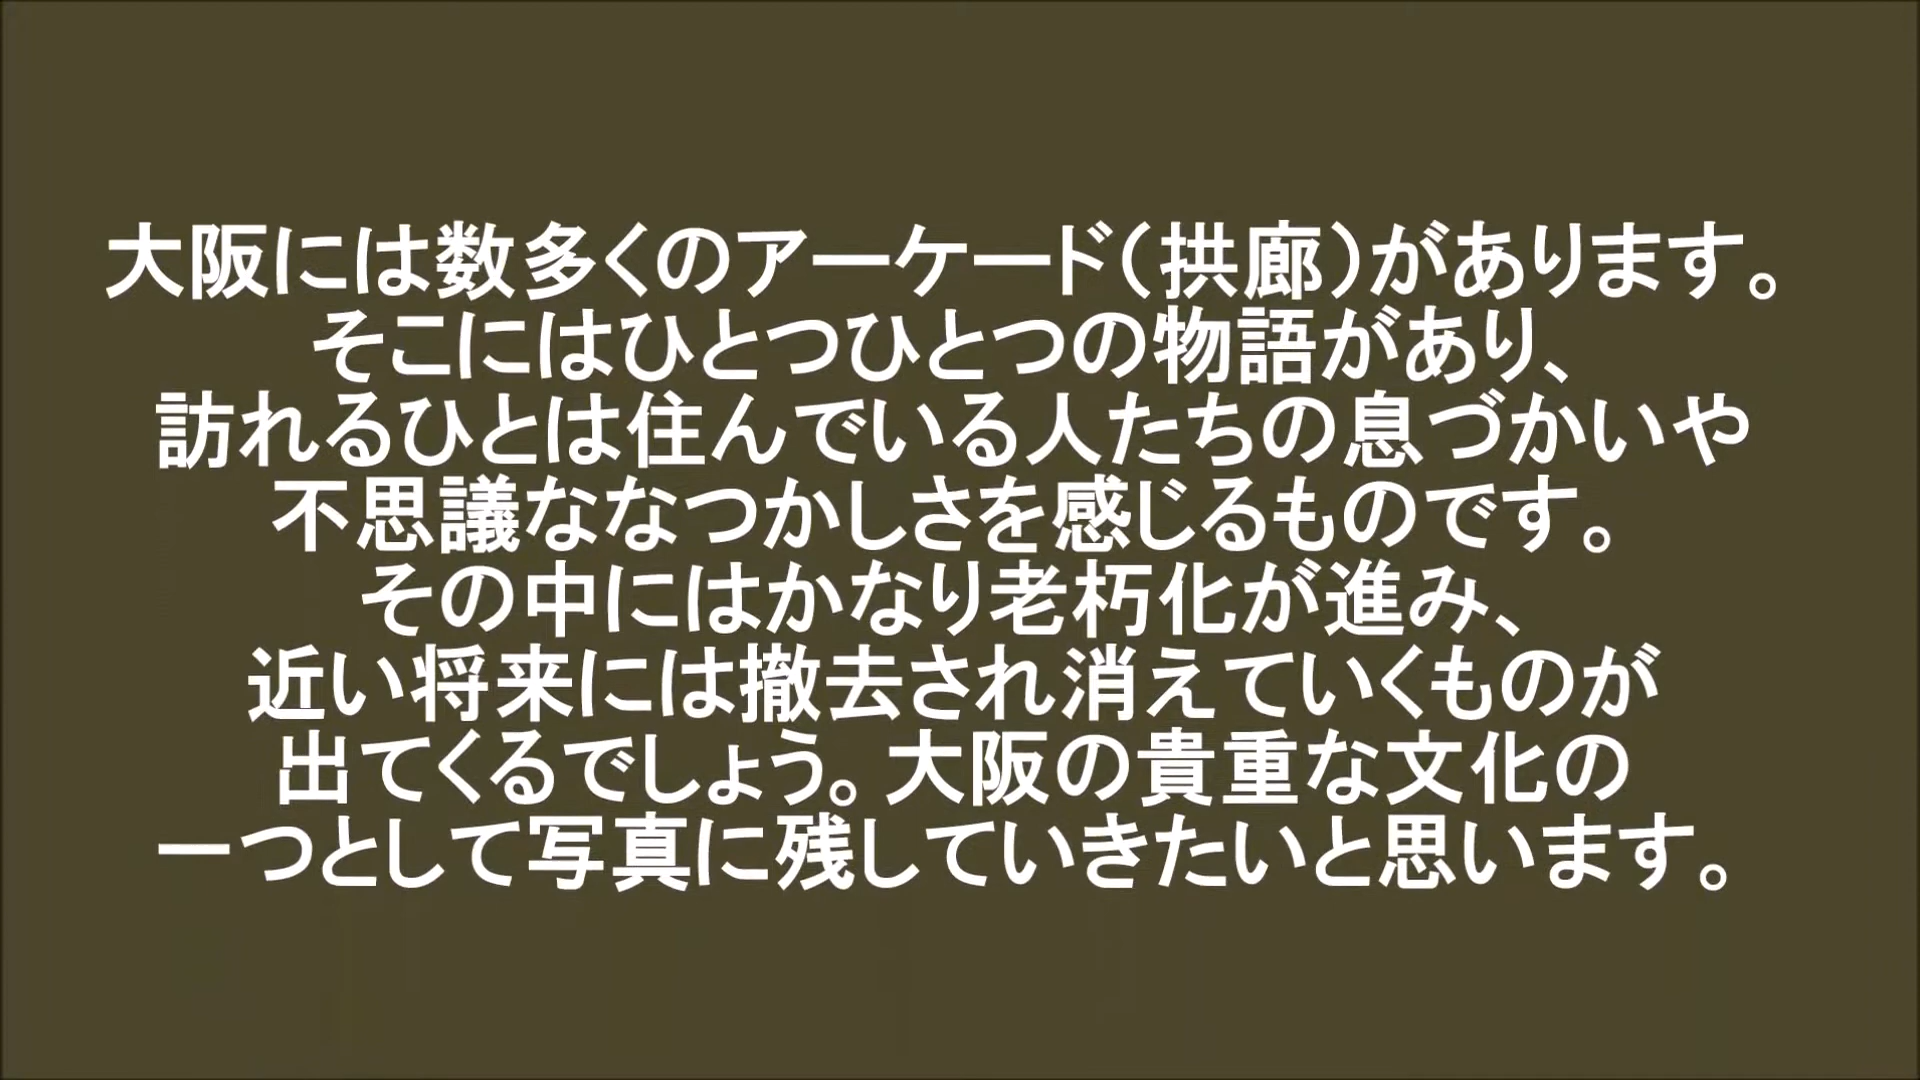 大阪には数多くのアーケード（拱廊）があります。
そこにはひとつひとつの物語があり、
訪れるひとは住んでいる人たちの息づかいや
不思議ななつかしさを感じるものです。
その中にはかなり老朽化が進み、
近い将来には撤去され消えていくものが
出てくるでしょう。大阪の貴重な文化の
一つとして写真に残していきたいと思います。